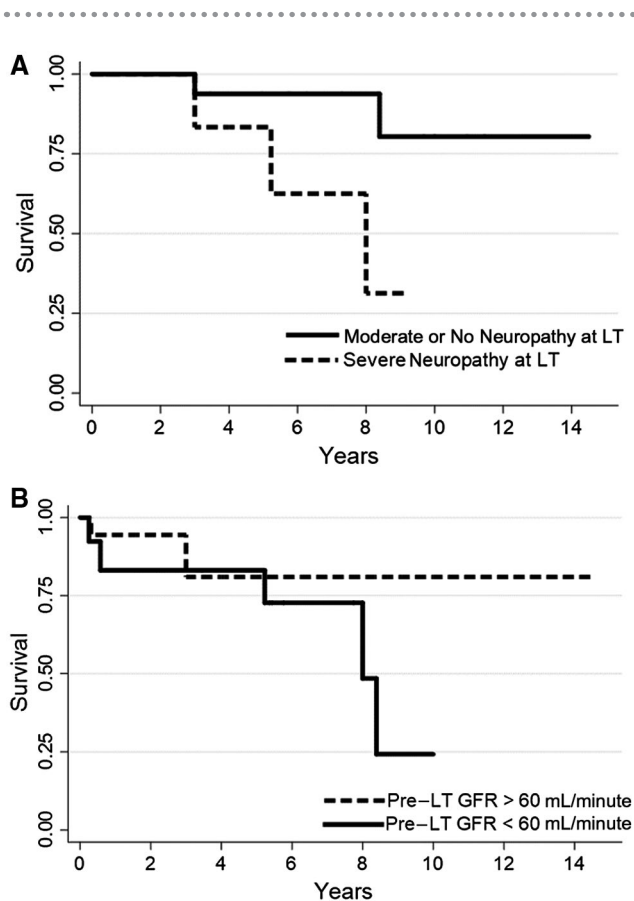 A
Survival
1.00
0.75
0.50
0.25
0.00
Moderate or No Neuropathy at LT
Severe Neuropathy at LT
0 2 4 6 8 10 12 14
Years
B
Survival
1.00
0.75
0.50
0.25
0.00
Pre–LT GFR > 60 mL/minute
Pre–LT GFR < 60 mL/minute
0 2 4 6 8 10 12 14
Years